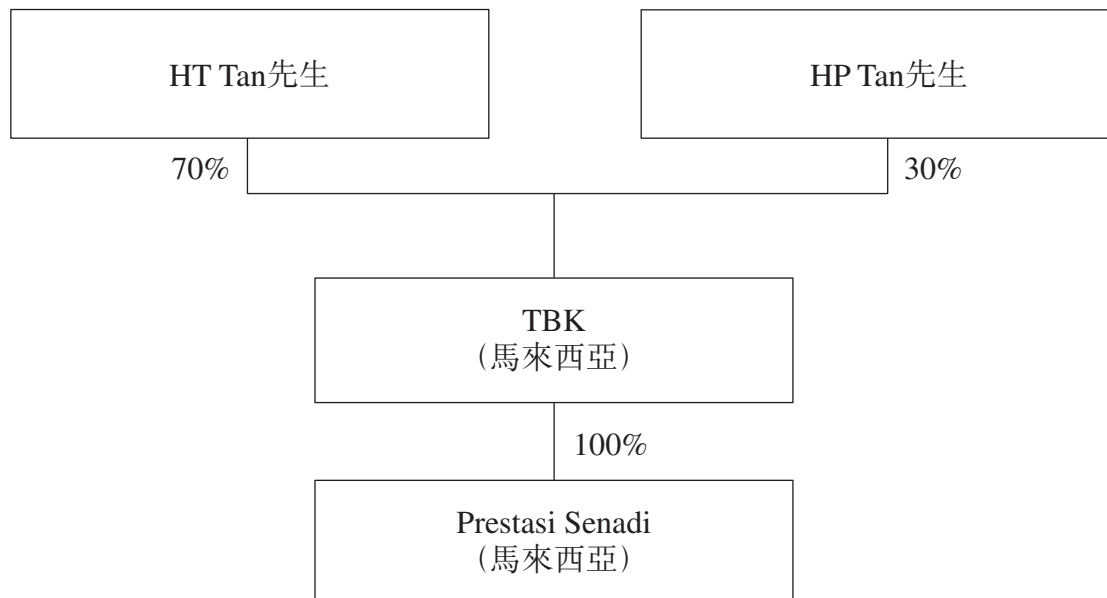 HT Tan先生
HP Tan先生
70%
30%
TBK
(馬來西亞)
100%
Prestasi Senadi
(馬來西亞)